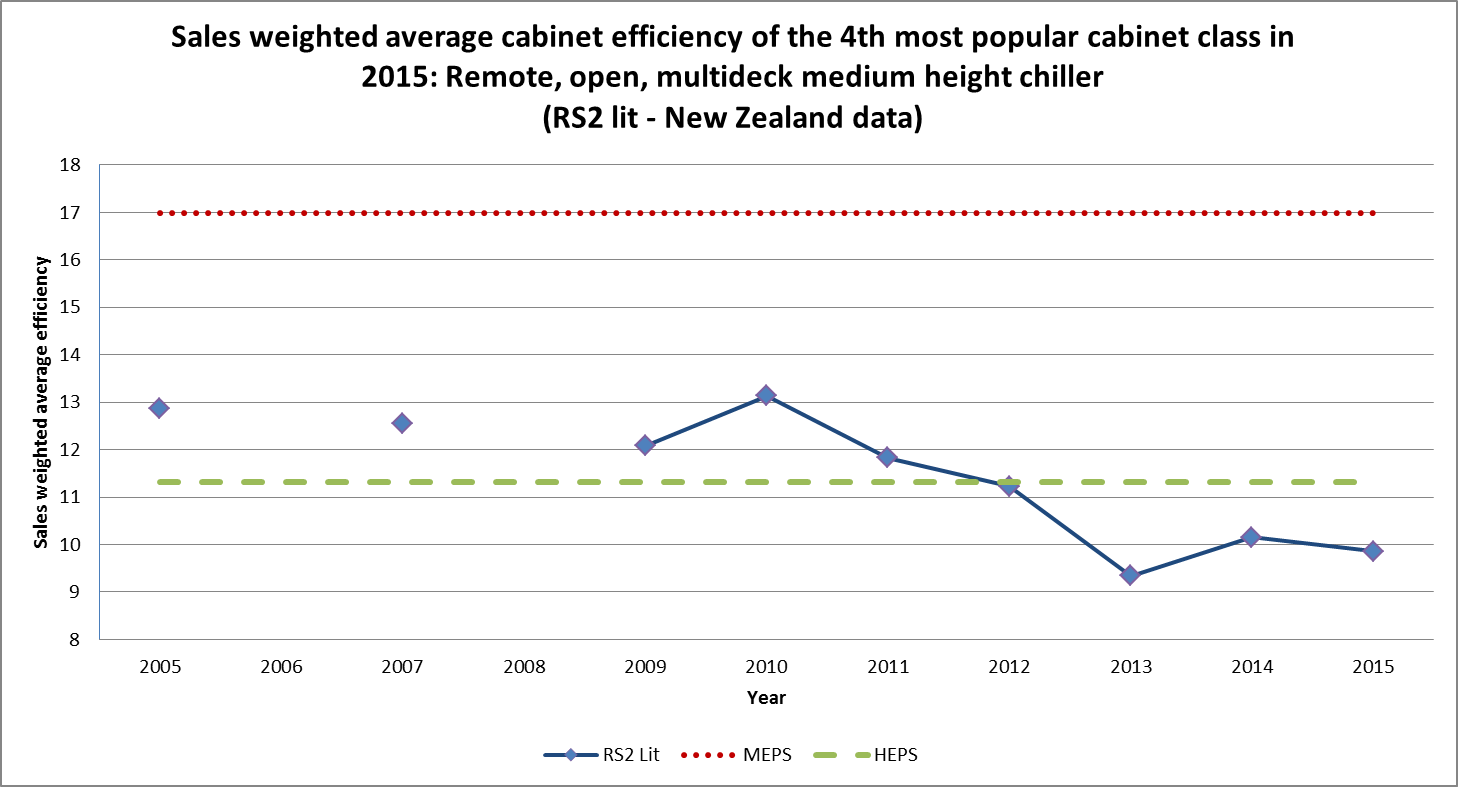 Sales weighted average cabinet efficiency of the 4th most popular cabinet class in
2015: Remote, open, multideck medium height chiller
(RS2 lit - New Zealand data)
18
17
16
15
14
13
12
11
10
9
8
Sales weighted average efficiency
2005 2006 2007 2008 2009 2010 2011 2012 2013 2014 2015
Year
RS2 Lit MEPS HEPS